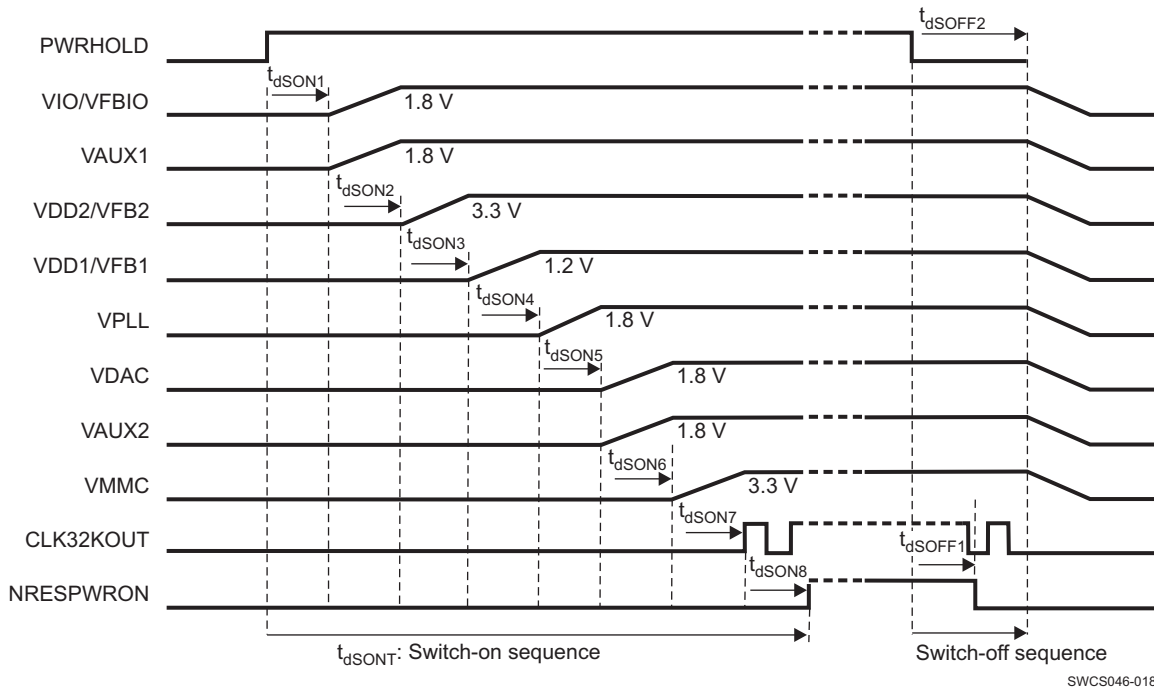 PWRHOLD
tdSOFF2
tdSON1
VIO/VFBIO
1.8 V
VAUX1
1.8 V
tdSON2
VDD2/VFB2
3.3 V
tdSON3
VDD1/VFB1
1.2 V
tdSON4
VPLL
1.8 V
tdSON5
VDAC
1.8 V
VAUX2
1.8 V
tdSON6
VMMC
3.3 V
tdSON7
CLK32KOUT
tdSOFF1
tdSON8
NRESPWRON
tdSONT: Switch-on sequence
Switch-off sequence
SWCS046-018